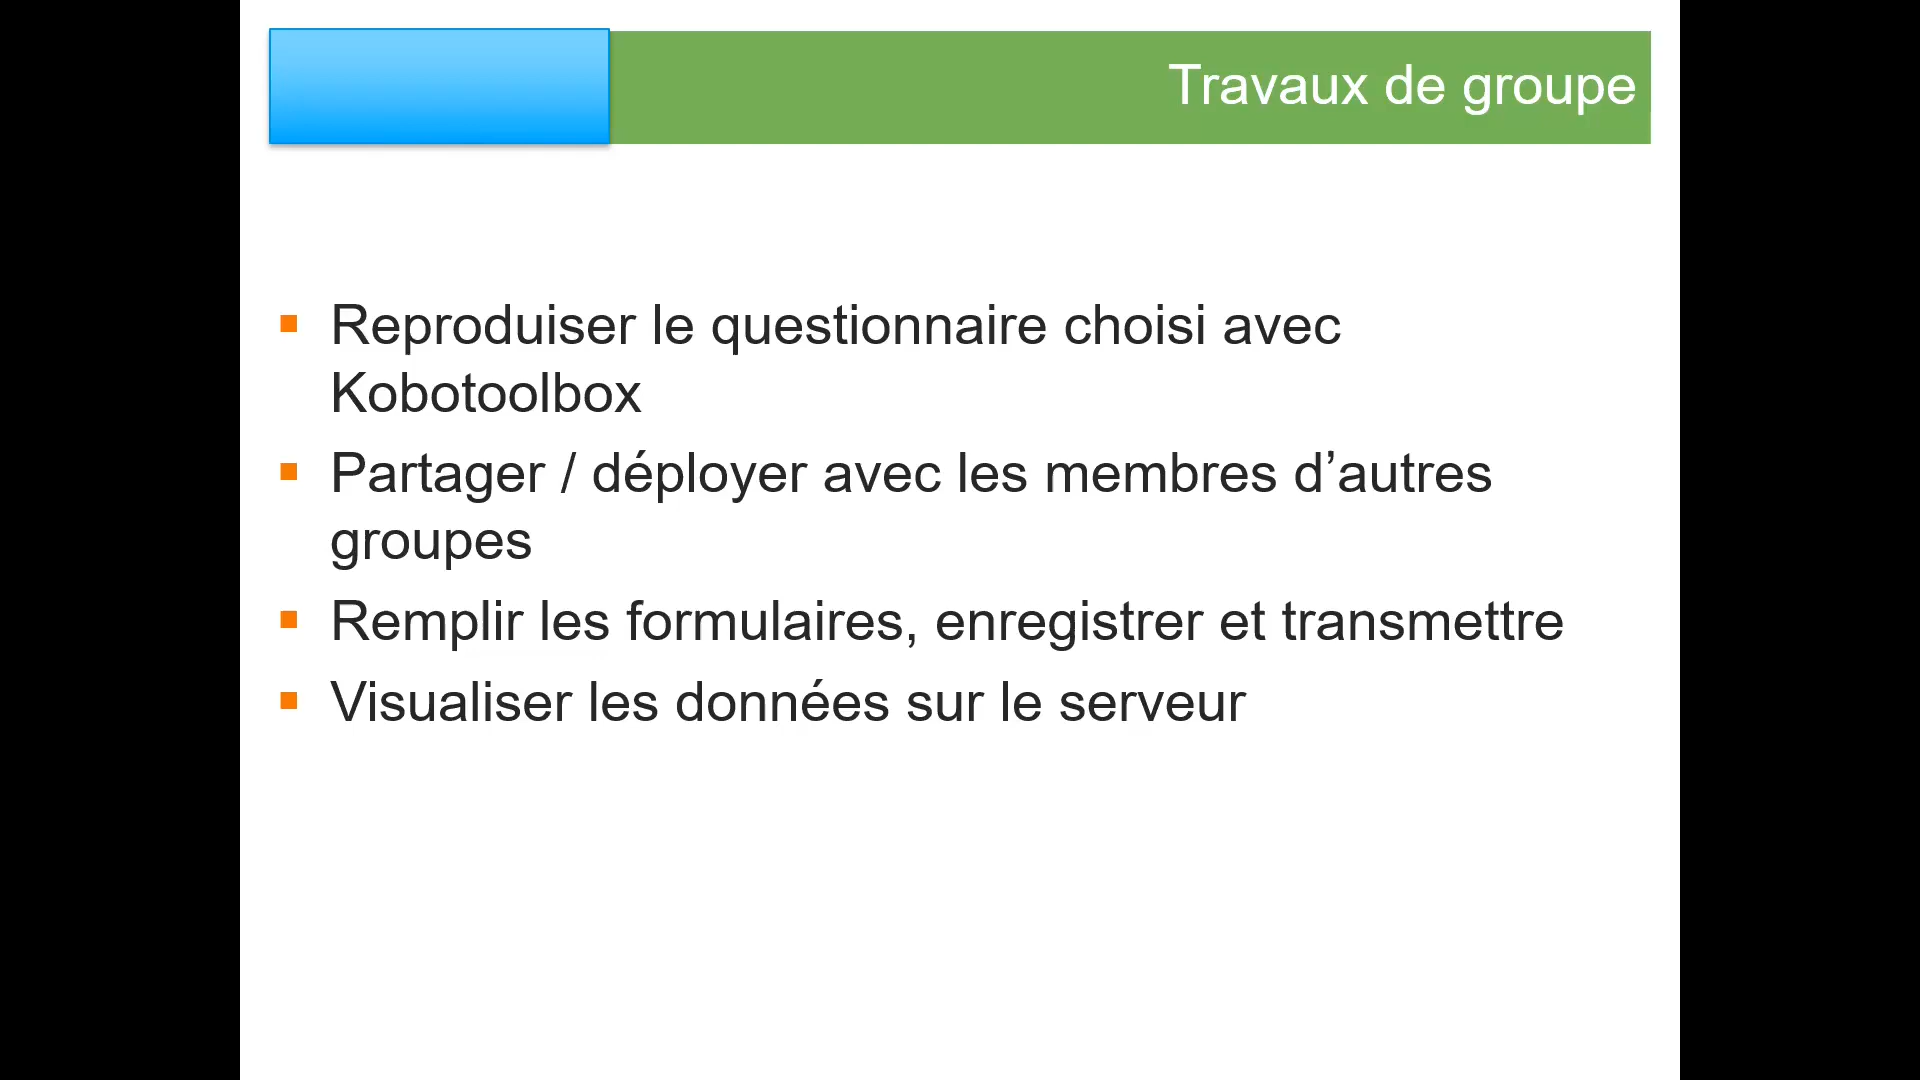 Travaux de groupe
▪ Reproduiser le questionnaire choisi avec
Kobotoolbox
▪ Partager / déployer avec les membres d’autres
groupes
▪ Remplir les formulaires, enregistrer et transmettre
▪ Visualiser les données sur le serveur